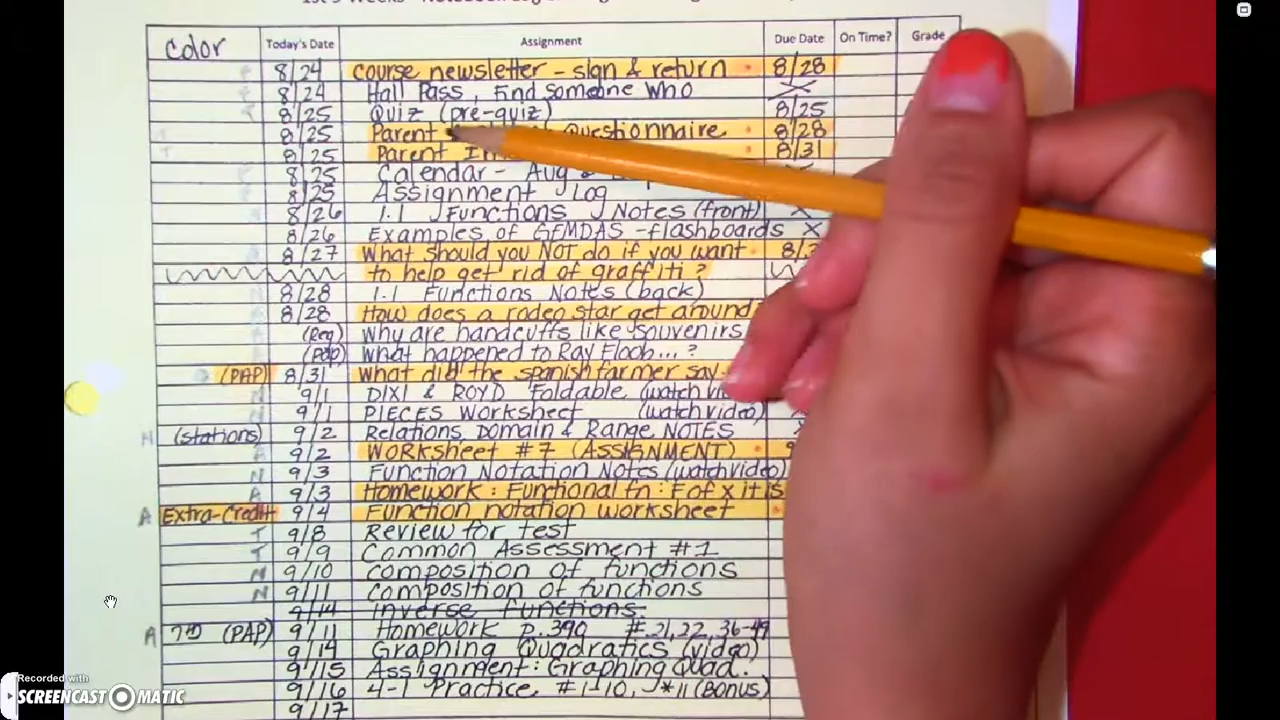 color Today's Date Assignment Due Date On Time? Grade
8/24 course newsletter - sign & return 8/28
8/24 Hall Pass, Find Someone Who
8/25 Quiz (pre-quiz) 8/25
8/25 Parent Questionnaire 8/28
8/25 Parent 8/31
8/25 Calendar - Aug
8/25 Assignment Log
8/26 1.1 Functions Notes (front) X
8/26 Examples of GEMDAS - flashboards X
8/27 What should you NOT do if you want
to help get rid of graffiti?
8/28 1.1 Functions Notes (back)
8/28 How does a rodeo star get around
(Reg) Why are handcuffs like souvenirs
(PAP) What happened to Ray Floob...?
(PAP) 8/31 What did the spanish farmer say
N 9/1 DIXI & ROYD Foldable (watch
N 9/1 PIECES Worksheet (watch video)
N (stations) 9/2 Relations, Domain & Range NOTES
A 9/2 WORKSheet #7 (ASSIGNMENT)
N 9/3 Function Notation Notes (watch video)
A 9/3 Homework: Functional fn: F of x it is
A Extra-Credit 9/4 Function notation worksheet
T 9/8 Review for test
T 9/9 Common Assessment #1
N 9/10 composition of functions
N 9/11 composition of functions
9/14 inverse functions
A 7th (PAP) 9/11 Homework p.390 #21,22,36-49
9/14 Graphing Quadratics (video)
9/15 Assignment: Graphing Quad.
9/16 4-1 Practice, #1-10, *11 (Bonus)
9/17
Recorded with
SCREENCAST MATIC